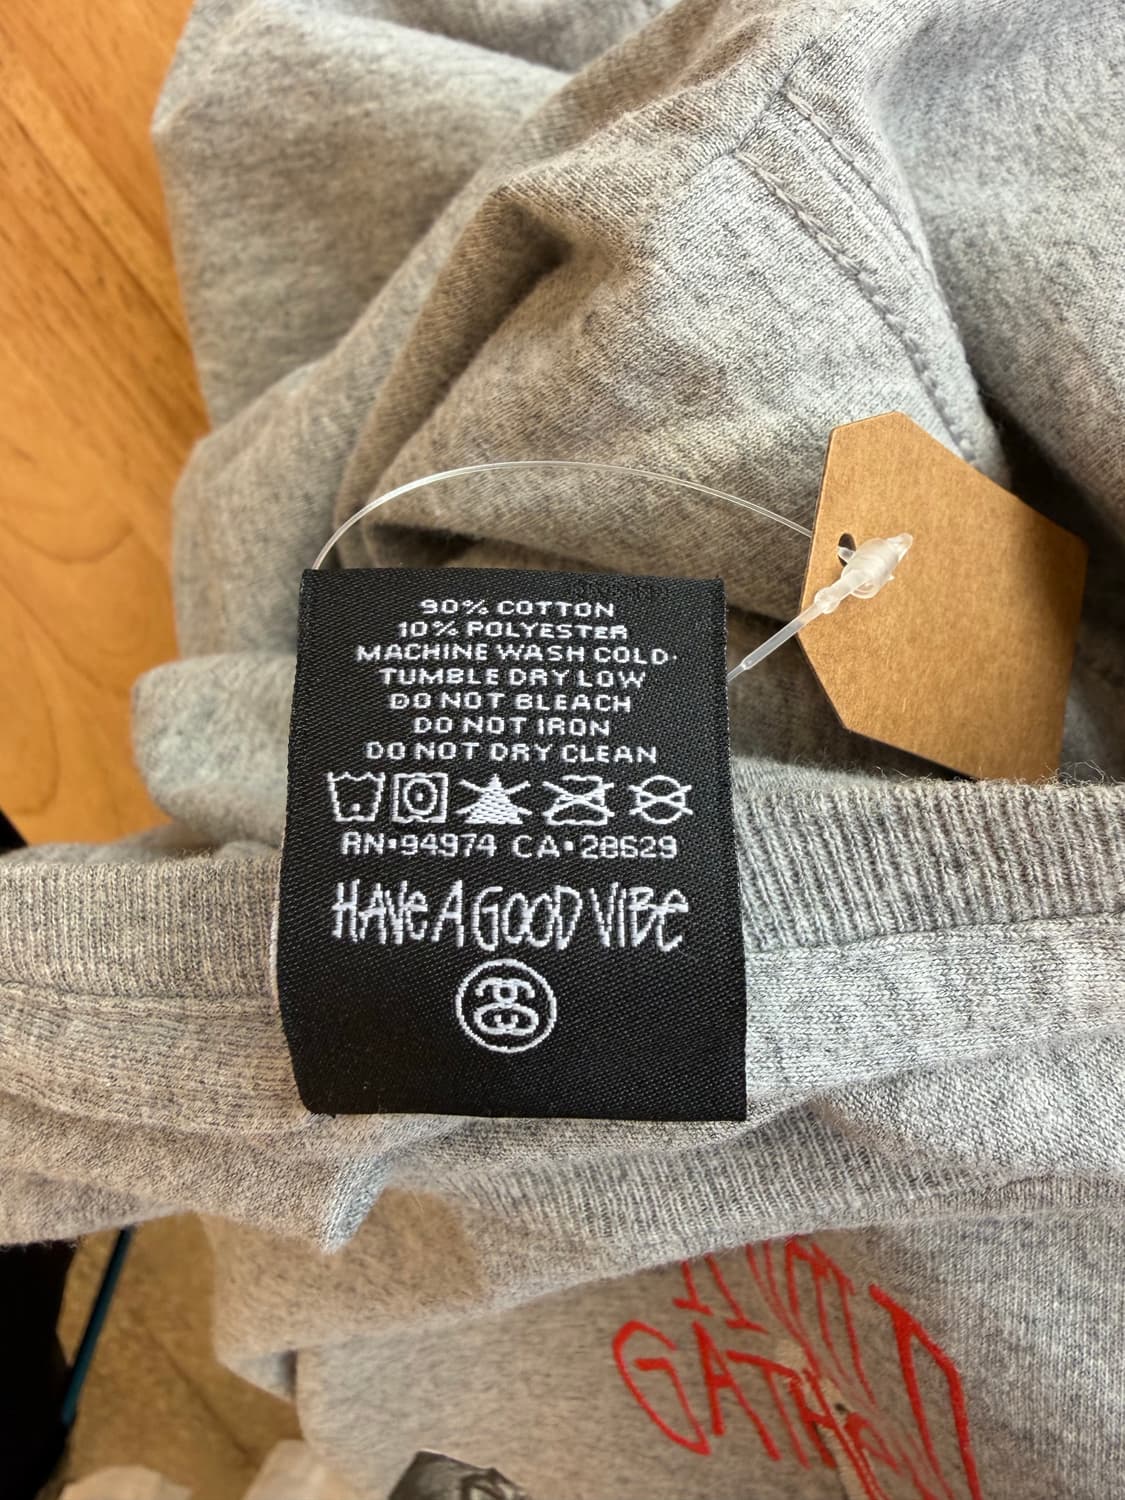 90% COTTON
10% POLYESTER
MACHINE WASH COLD.
TUMBLE DRY LOW
DO NOT BLEACH
DO NOT IRON
DO NOT DRY CLEAN
RN•94974 CA•28629
HAVE A GOOD VIBE